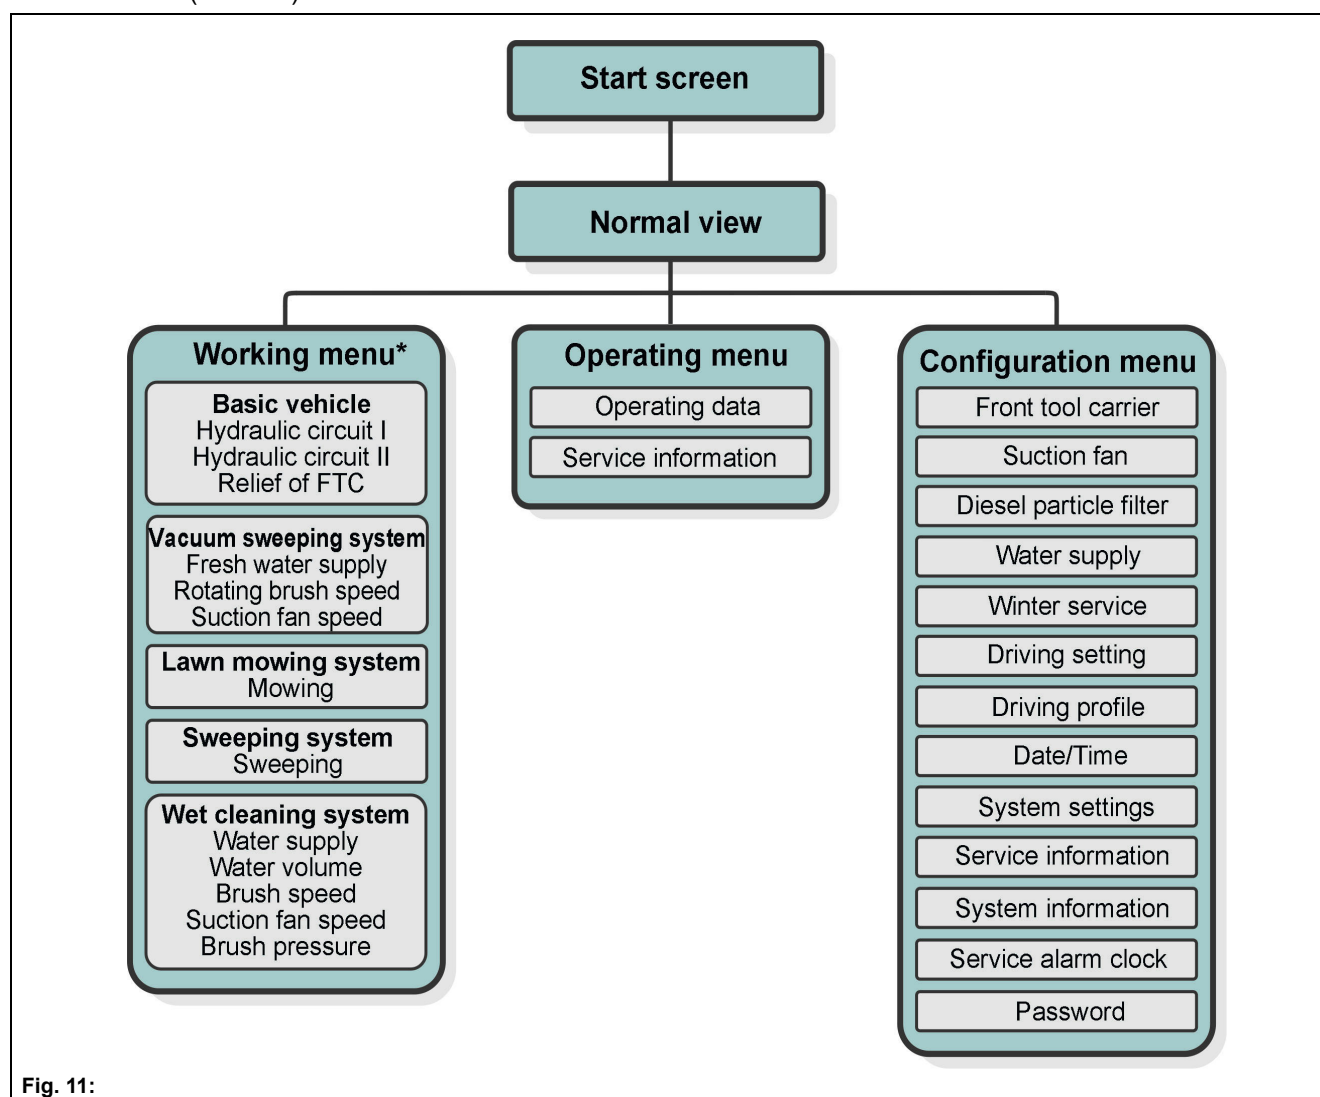 Start screen
Normal view
Working menu*
Basic vehicle
Hydraulic circuit I
Hydraulic circuit II
Relief of FTC
Vacuum sweeping system
Fresh water supply
Rotating brush speed
Suction fan speed
Lawn mowing system
Mowing
Sweeping system
Sweeping
Wet cleaning system
Water supply
Water volume
Brush speed
Suction fan speed
Brush pressure
Operating menu
Operating data
Service information
Configuration menu
Front tool carrier
Suction fan
Diesel particle filter
Water supply
Winter service
Driving setting
Driving profile
Date/Time
System settings
Service information
System information
Service alarm clock
Password
Fig. 11: